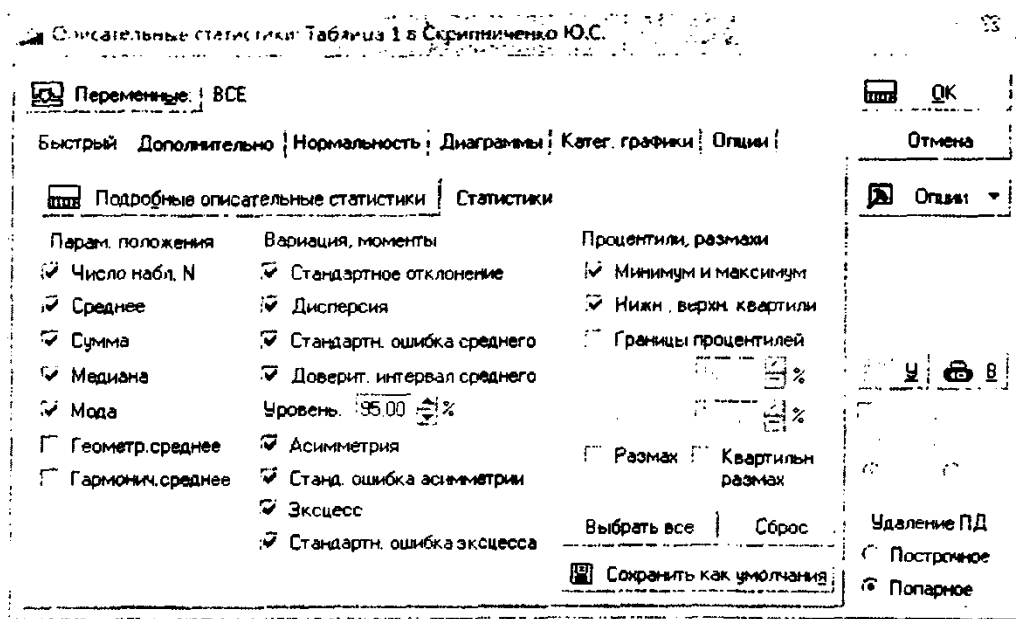 Описательные статистики: Таблица 1 в Скрипниченко Ю.С.
Переменные: ВСЕ
OK
Быстрый Дополнительно Нормальность Диаграммы Катег. графики Опции
Отмена
Подробные описательные статистики Статистики
Опции
Парам. положения Вариация, моменты Процентили, размахи
Число набл. N Стандартное отклонение Минимум и максимум
Среднее Дисперсия Нижн., верхн. квартили
Сумма Стандартн. ошибка среднего Границы процентилей
Медиана Доверит. интервал среднего %
Ц В
Мода Уровень. 95.00 % %
Геометр.среднее Асимметрия Размах Квартильн
Гармонич.среднее Станд. ошибка асимметрии размах
Эксцесс Выбрать все Сброс Удаление ПД
Стандартн. ошибка эксцесса Построчное
Сохранить как умолчания Попарное